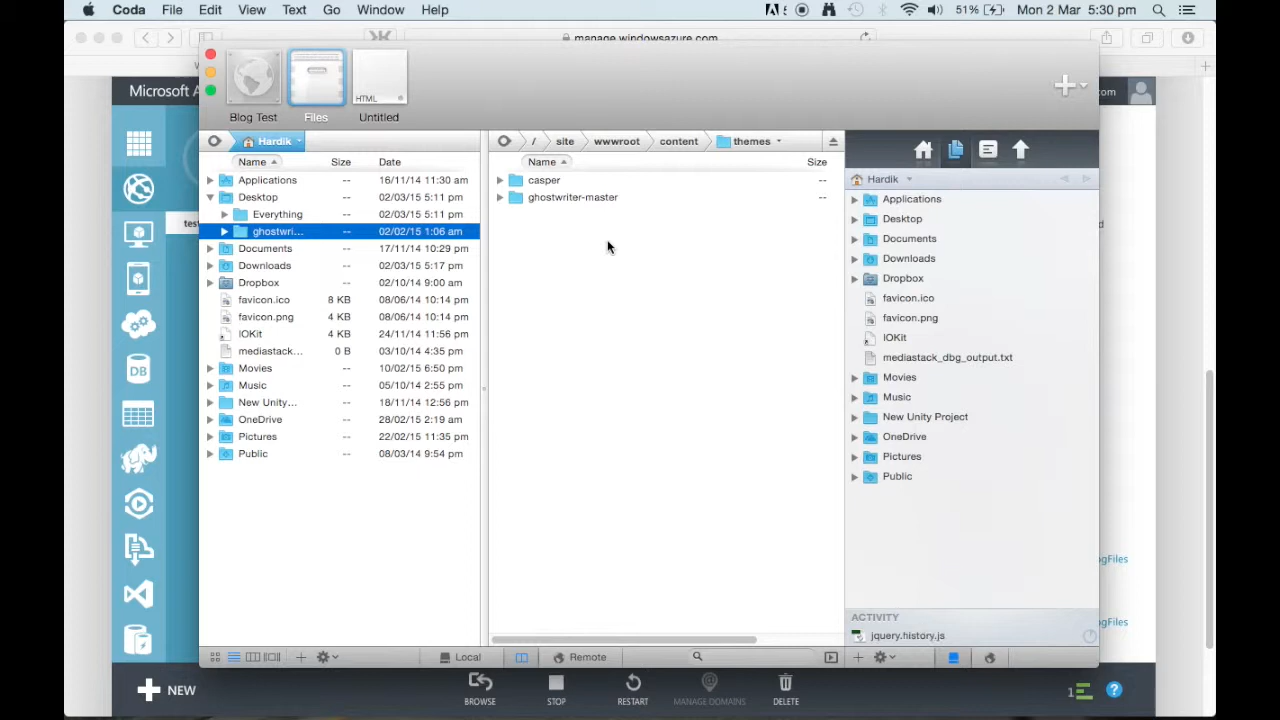 Coda File Edit View Text Go Window Help 51% Mon 2 Mar 5:30 pm
manage.windowsazure.com
Microsoft A
com
Blog Test Files Untitled
HTML
Hardik
/ site wwwroot content themes
Name Size Date
Name Size
Hardik
Applications -- 16/11/14 11:30 am
Desktop -- 02/03/15 5:11 pm
Everything -- 02/03/15 5:11 pm
ghostwri... -- 02/02/15 1:06 am
Documents -- 17/11/14 10:29 pm
Downloads -- 02/03/15 5:17 pm
Dropbox -- 02/10/14 9:00 am
favicon.ico 8 KB 08/06/14 10:14 pm
favicon.png 4 KB 08/06/14 10:14 pm
IOKit 4 KB 24/11/14 11:56 pm
mediastack... 0 B 03/10/14 4:35 pm
Movies -- 10/02/15 6:50 pm
Music -- 05/10/14 2:55 pm
New Unity... -- 18/11/14 12:56 pm
OneDrive -- 28/02/15 2:19 am
Pictures -- 22/02/15 11:35 pm
Public -- 08/03/14 9:54 pm
casper --
ghostwriter-master --
Applications
Desktop
Documents
Downloads
Dropbox
favicon.ico
favicon.png
IOKit
mediastack_dbg_output.txt
Movies
Music
New Unity Project
OneDrive
Pictures
Public
tes
DB
ogFiles
ogFiles
ACTIVITY
jquery.history.js
Local Remote
NEW
BROWSE STOP RESTART MANAGE DOMAINS DELETE
1
?